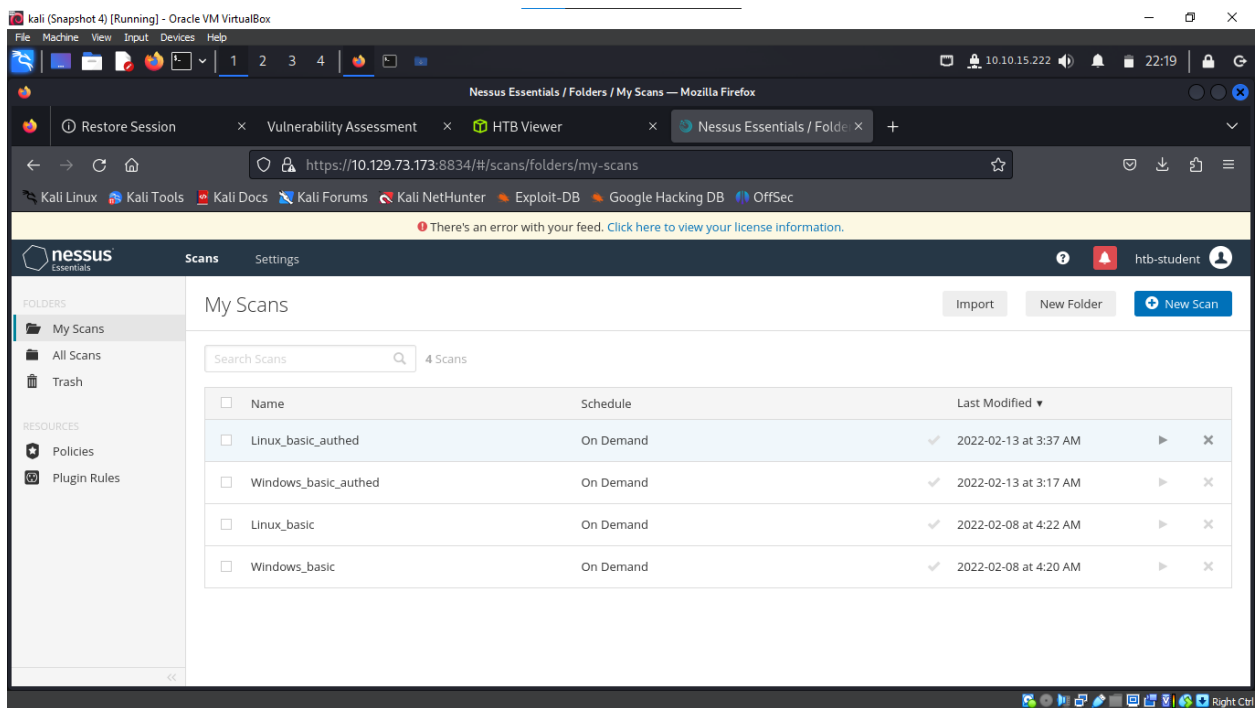 kali (Snapshot 4) [Running] - Oracle VM VirtualBox
File Machine View Input Devices Help
1 2 3 4 10.10.15.222 22:19
Nessus Essentials / Folders / My Scans — Mozilla Firefox
Restore Session Vulnerability Assessment HTB Viewer Nessus Essentials / Folde
https://10.129.73.173:8834/#/scans/folders/my-scans
Kali Linux Kali Tools Kali Docs Kali Forums Kali NetHunter Exploit-DB Google Hacking DB OffSec
There's an error with your feed. Click here to view your license information.
nessus Essentials Scans Settings htb-student
FOLDERS
My Scans
All Scans
Trash
RESOURCES
Policies
Plugin Rules
My Scans Import New Folder New Scan
Search Scans 4 Scans
Name Schedule Last Modified ▼
Linux_basic_authed On Demand 2022-02-13 at 3:37 AM
Windows_basic_authed On Demand 2022-02-13 at 3:17 AM
Linux_basic On Demand 2022-02-08 at 4:22 AM
Windows_basic On Demand 2022-02-08 at 4:20 AM
Right Ctrl